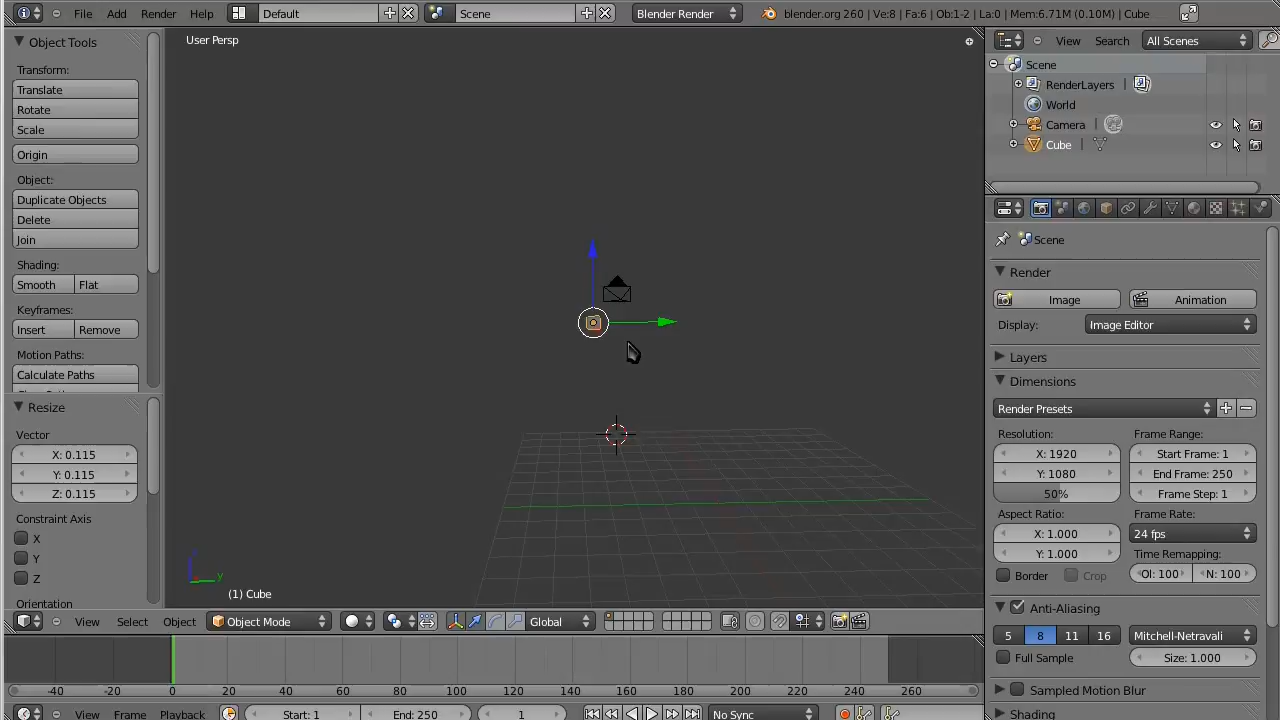 File Add Render Help Default Scene Blender Render blender.org 260 | Ve:8 | Fa:6 | Ob:1-2 | La:0 | Mem:6.71M (0.10M) | Cube
Object Tools
Transform:
Translate
Rotate
Scale
Origin
Object:
Duplicate Objects
Delete
Join
Shading:
Smooth Flat
Keyframes:
Insert Remove
Motion Paths:
Calculate Paths
Resize
Vector
X: 0.115
Y: 0.115
Z: 0.115
Constraint Axis
X
Y
Z
Orientation
User Persp
y
(1) Cube
View Select Object Object Mode Global
-40 -20 0 20 40 60 80 100 120 140 160 180 200 220 240 260
View Frame Playback Start: 1 End: 250 1 No Sync
View Search All Scenes
Scene
RenderLayers |
World
Camera |
Cube |
Scene
Render
Image Animation
Display: Image Editor
Layers
Dimensions
Render Presets
Resolution: Frame Range:
X: 1920 Start Frame: 1
Y: 1080 End Frame: 250
50% Frame Step: 1
Aspect Ratio: Frame Rate:
X: 1.000 24 fps
Y: 1.000 Time Remapping:
Border Crop Ol: 100 N: 100
Anti-Aliasing
5 8 11 16 Mitchell-Netravali
Full Sample Size: 1.000
Sampled Motion Blur
Shading